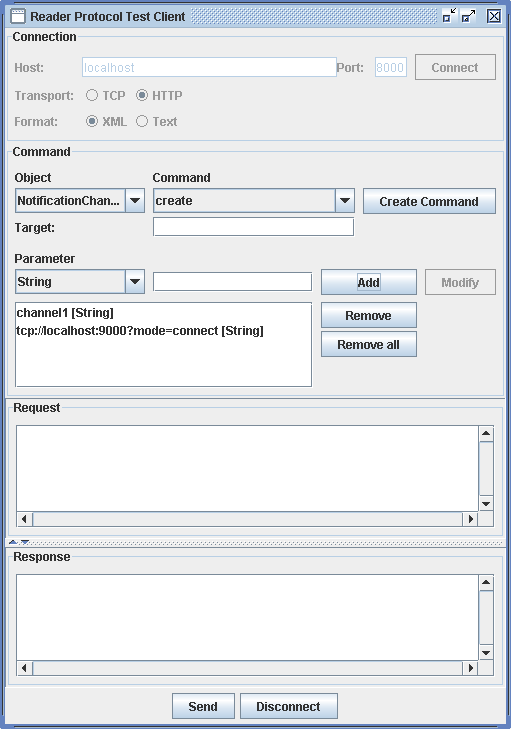 Reader Protocol Test Client
Connection
Host: localhost Port: 8000 Connect
Transport: TCP HTTP
Format: XML Text
Command
Object Command
NotificationChan... create Create Command
Target:
Parameter
String Add Modify
channel1 [String] Remove
tcp://localhost:9000?mode=connect [String]
Remove all
Request
Response
Send Disconnect